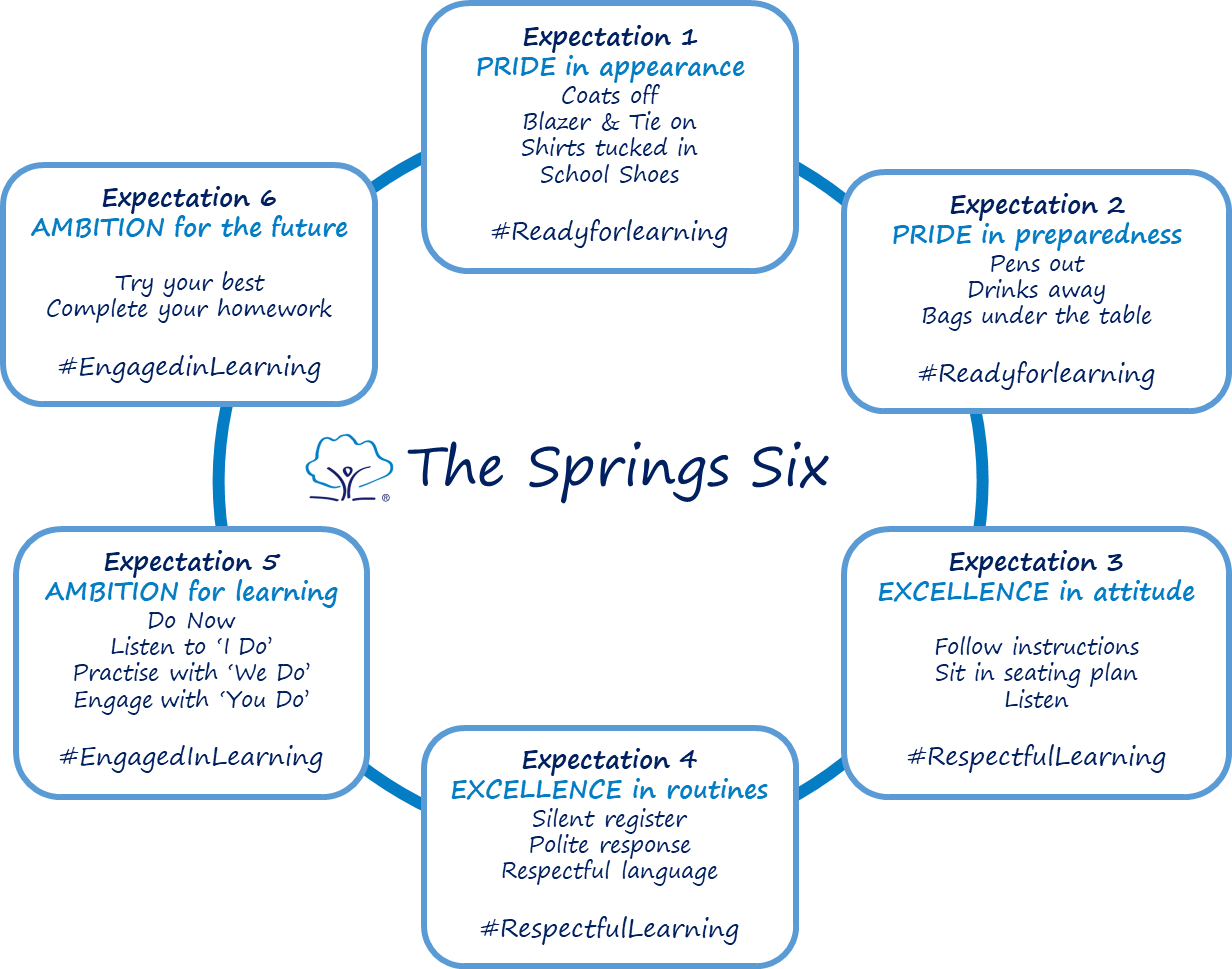 Expectation 1
PRIDE in appearance
Coats off
Blazer & Tie on
Shirts tucked in
School Shoes
#Readyforlearning
Expectation 2
PRIDE in preparedness
Pens out
Drinks away
Bags under the table
#Readyforlearning
Expectation 3
EXCELLENCE in attitude
Follow instructions
Sit in seating plan
Listen
#RespectfulLearning
Expectation 4
EXCELLENCE in routines
Silent register
Polite response
Respectful language
#RespectfulLearning
Expectation 5
AMBITION for learning
Do Now
Listen to ‘I Do’
Practise with ‘We Do’
Engage with ‘You Do’
#EngagedInLearning
Expectation 6
AMBITION for the future
Try your best
Complete your homework
#EngagedinLearning
® The Springs Six